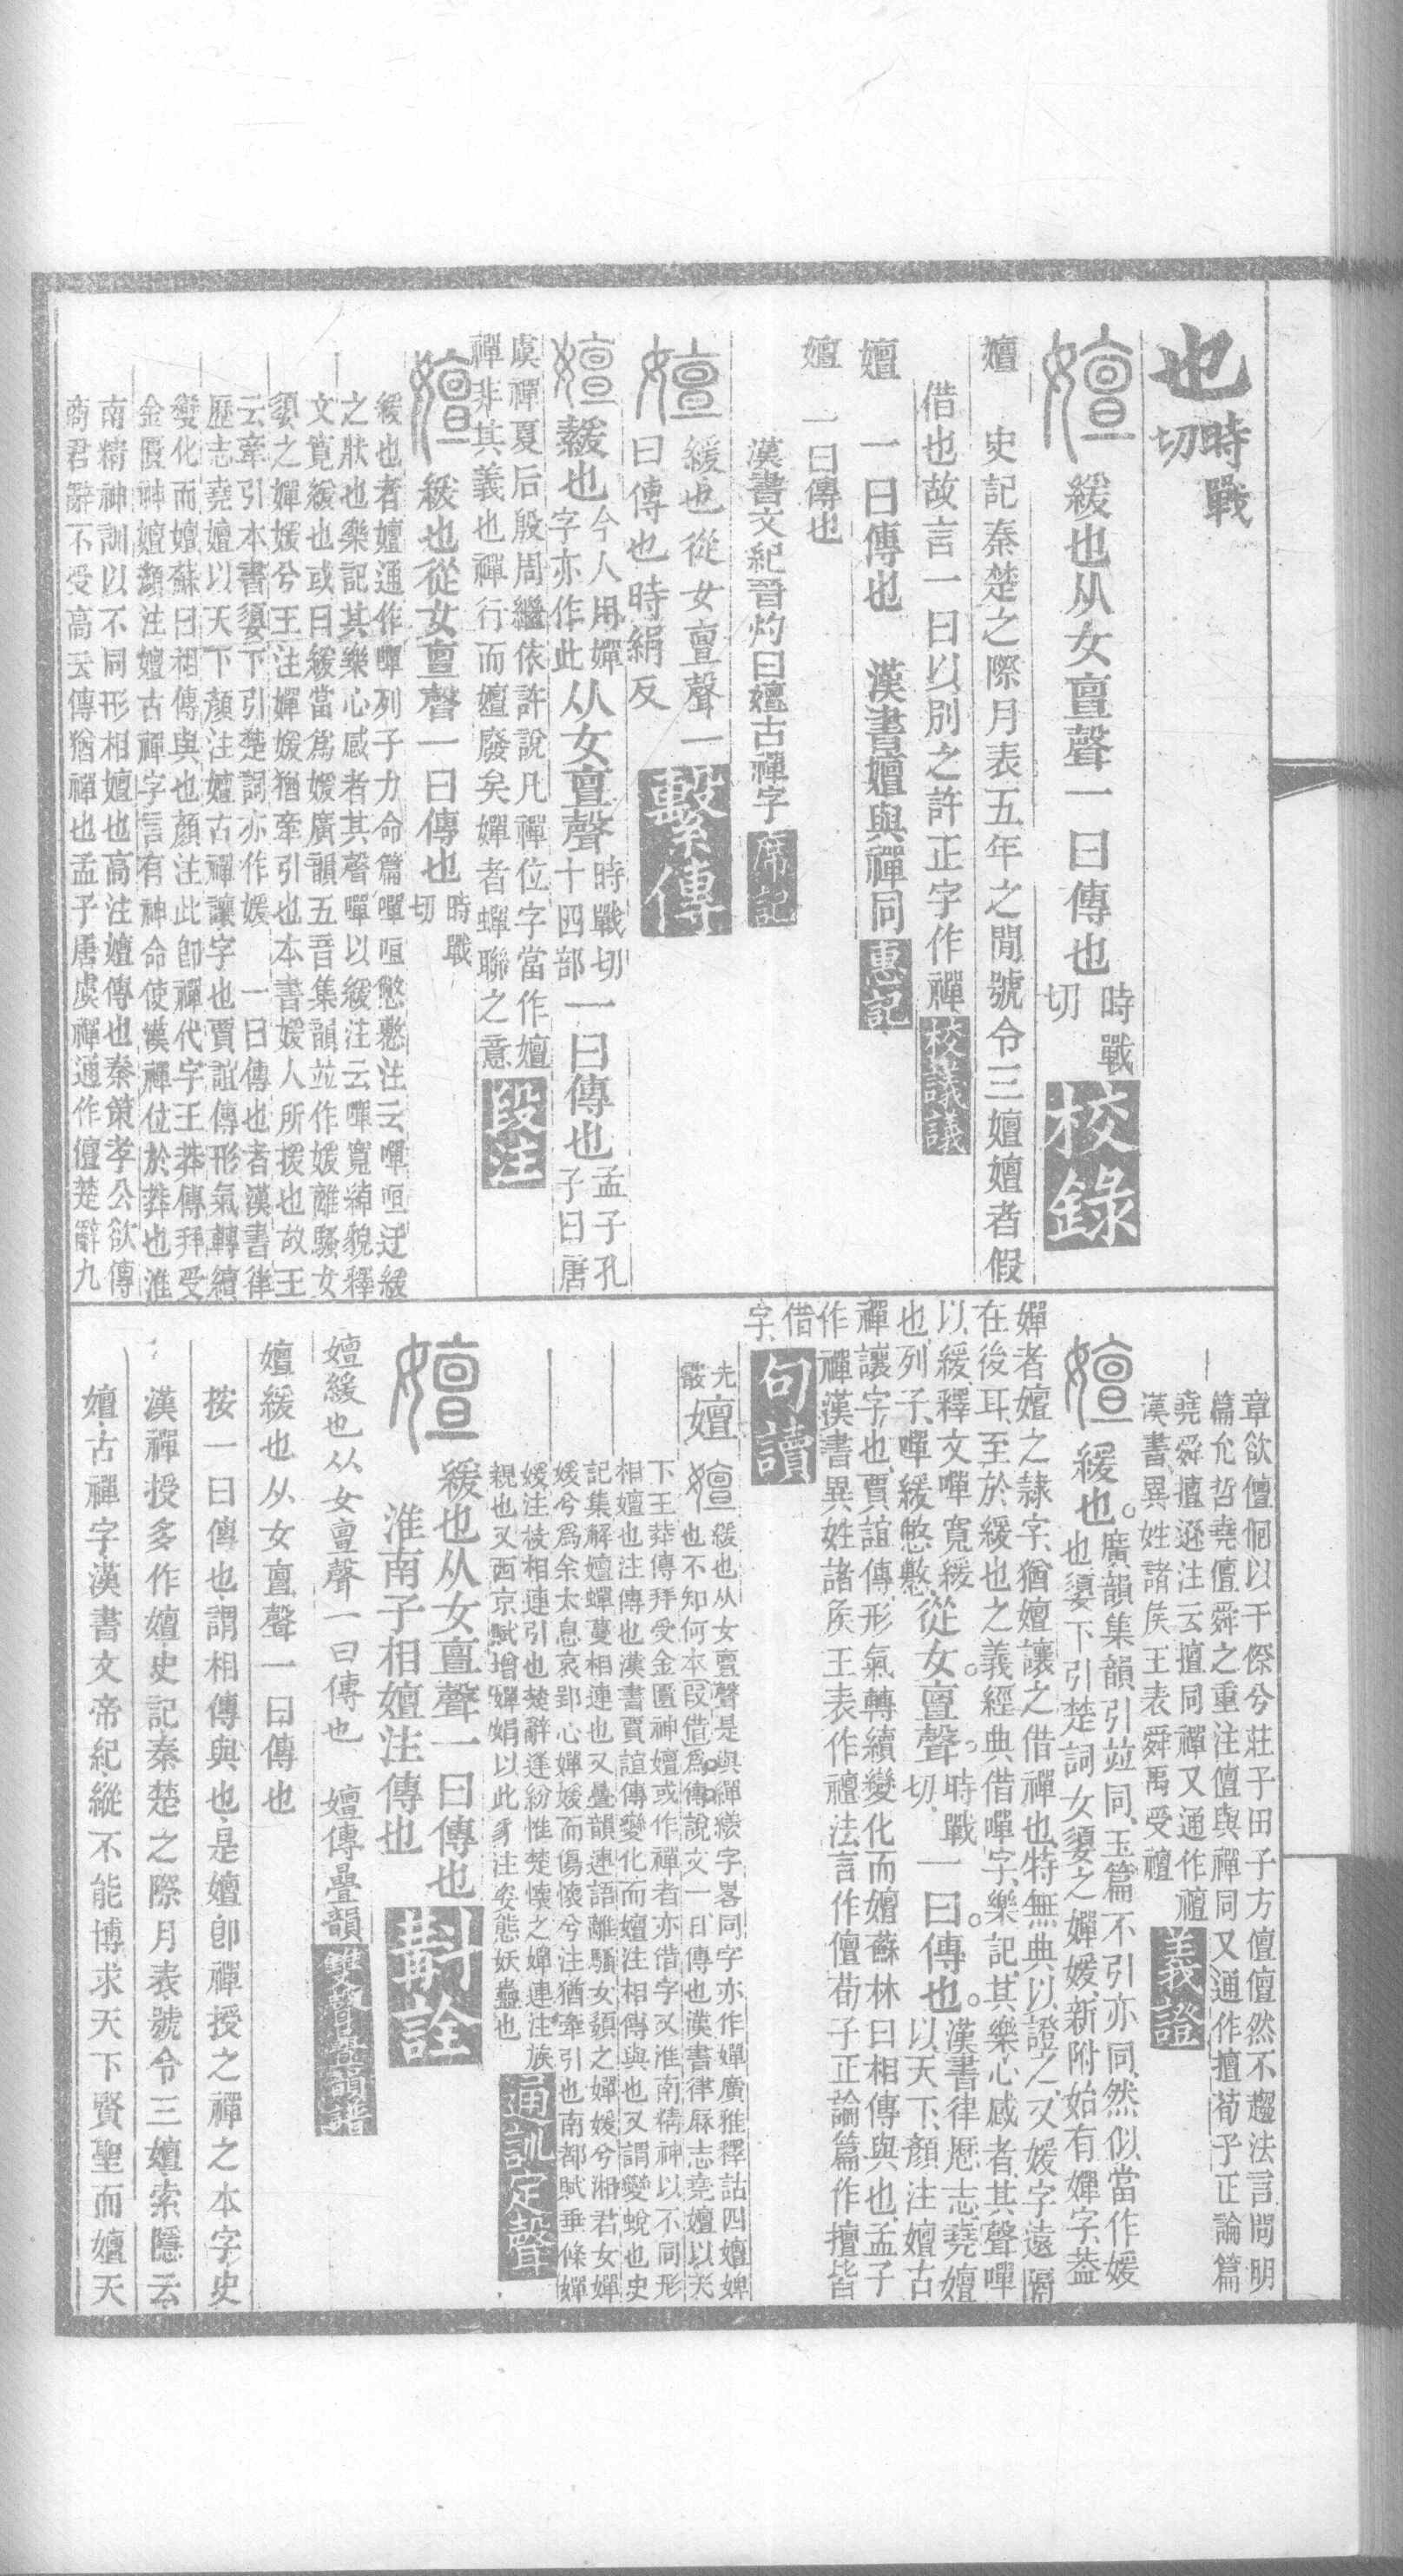 也時戰切
嬗緩也从女亶聲一曰傳也時戰切校錄
嬗 史記秦楚之際月表五年之閒號令三嬗嬗者假
借也故言一曰以別之許正字作禪校議議
嬗 一曰傳也 漢書嬗與禪同惠記
嬗 一曰傳也
漢書文紀晉灼曰嬗古禪字席記
嬗緩也從女亶聲一曰傳也時絹反繫傳
嬗緩也今人用嬋字亦作此从女亶聲時戰切十四部一曰傳也孟子孔子曰唐
虞禪夏后殷周繼依許說凡禪位字當作嬗
禪非其義也禪行而嬗廢矣嬋者蟬聯之意段注
嬗緩也從女亶聲一曰傳也時戰切
緩也者嬗通作嘽列子力命篇嘽咺憋懯注云嘽咺迂緩
之狀也樂記其樂心感者其聲嘽以緩注云嘽寬綽貌釋
文寬緩也或曰緩當爲媛廣韻五音集韻並作媛離騷女
嬃之嬋媛兮王注嬋媛猶牽引也本書媛人所援也故王
云牽引本書嬃下引楚詞亦作媛 一曰傳也者漢書律
歷志堯嬗以天下顏注嬗古禪讓字也賈誼傳形氣轉續
變化而嬗蘇曰相傳與也顏注此卽禪代字王莽傳拜受
金匱神嬗顏注嬗古禪字言有神命使漢禪位於莽也淮
南精神訓以不同形相嬗也高注嬗傳也秦策孝公欲傳
商君辭不受高云傳猶禪也孟子唐虞禪通作儃楚辭九
章欲儃佪以干傺兮莊子田子方儃儃然不趨法言問明
篇允哲堯儃舜之重注儃與禪同又通作擅荀子正論篇
堯舜擅遜注云擅同禪又通作禮
漢書異姓諸侯王表舜禹受禮義證
嬗緩也。廣韻集韻引竝同、玉篇不引亦同、然似當作媛也、嬃下引楚詞女嬃之嬋媛、新附始有嬋字、葢
嬋者嬗之隷字、猶嬗讓之借禪也、特無典以證之、又媛字遠隔
在後耳、至於緩也之義、經典借嘽字、樂記、其樂心感者、其聲嘽
以緩、釋文嘽寬緩也、列子、嘽緩憋懯、從女亶聲。時戰切、一曰。傳也。漢書律厯志、堯嬗以天下、顏注嬗古
禪讓字也、賈誼傳、形氣轉續變化而嬗、蘇林曰相傳與也、孟子
作禪、漢書異姓諸侯王表作禮、法言作儃、荀子正論篇作擅、皆
借字、句讀
先霰嬗嬗緩也从女亶聲是與繟繎字畧同字亦作嬋廣雅釋詁四嬗婢
也不知何本叚借爲傳說文一曰傳也漢書律厤志堯嬗以天
下王莽傳拜受金匱神嬗或作禪者亦借字又淮南精神以不同形
相嬗也注傳也漢書賈誼傳變化而嬗注相傳與也又謂變蛻也史
記集解嬗蟬蔓相連也又曡韻連語離騷女嬃之嬋媛兮湘君女嬋
媛兮爲余太息哀郢心嬋媛而傷懷兮注猶牽引也南都賦垂條嬋
媛注枝相連引也楚辭逢紛惟楚懷之嬋連注族
親也又西京賦增嬋娟以此豸注姿態妖蠱也通訓定聲
嬗緩也从女亶聲一曰傳也
淮南子相嬗注傳也斠詮
嬗緩也从女亶聲一曰傳也 嬗傳曡韻雙聲曡韻譜
嬗緩也从女亶聲一曰傳也
按一曰傳也謂相傳與也是嬗卽禪授之禪之本字史
漢禪授多作嬗史記秦楚之際月表號令三嬗索隱云
嬗古禪字漢書文帝紀縱不能博求天下賢聖而嬗天